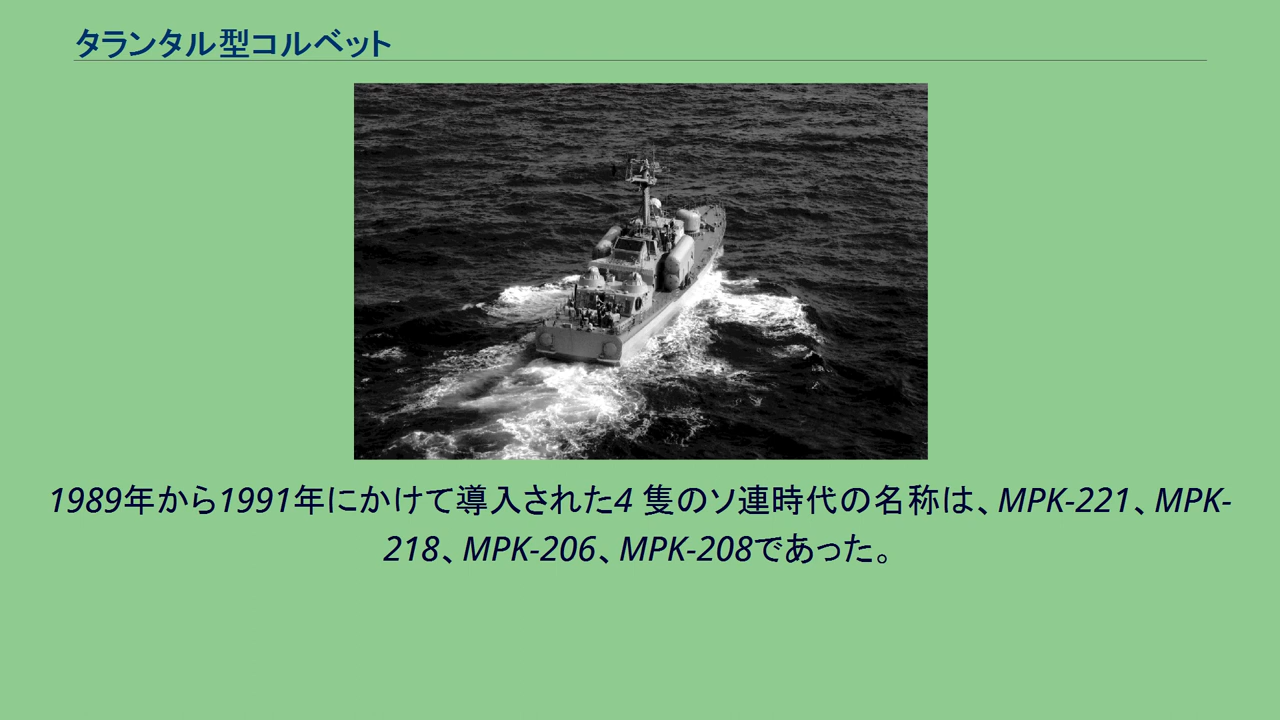 タランタル型コルベット
1989年から1991年にかけて導入された4 隻のソ連時代の名称は、MPK-221、MPK-
218、MPK-206、MPK-208であった。